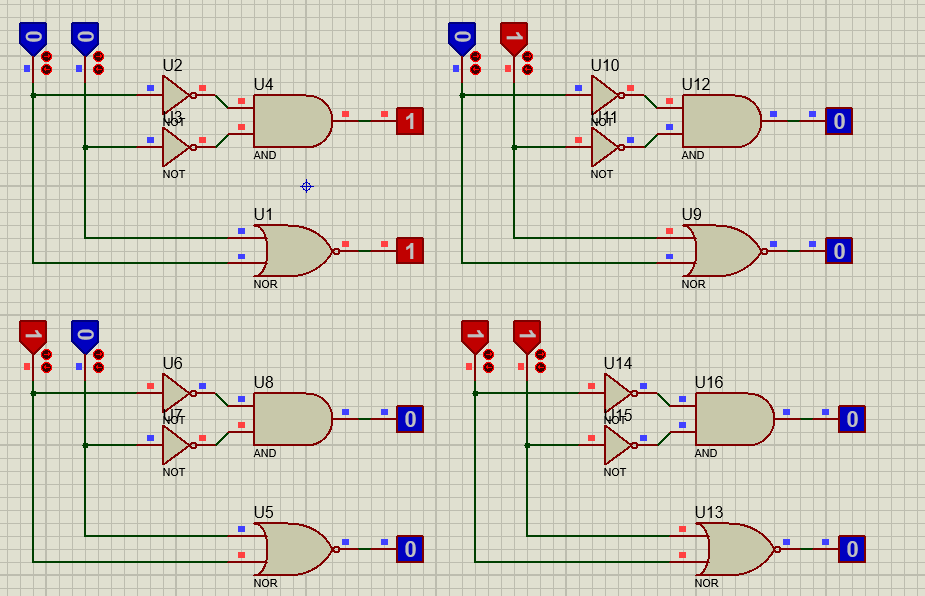 0 0
U2
U4
1
NOT
U3
AND
NOT
U1
1
NOR
0 1
U10
U12
0
NOT
U11
AND
NOT
U9
0
NOR
1 0
U6
U8
0
NOT
U7
AND
NOT
U5
0
NOR
1 1
U14
U16
0
NOT
U15
AND
NOT
U13
0
NOR